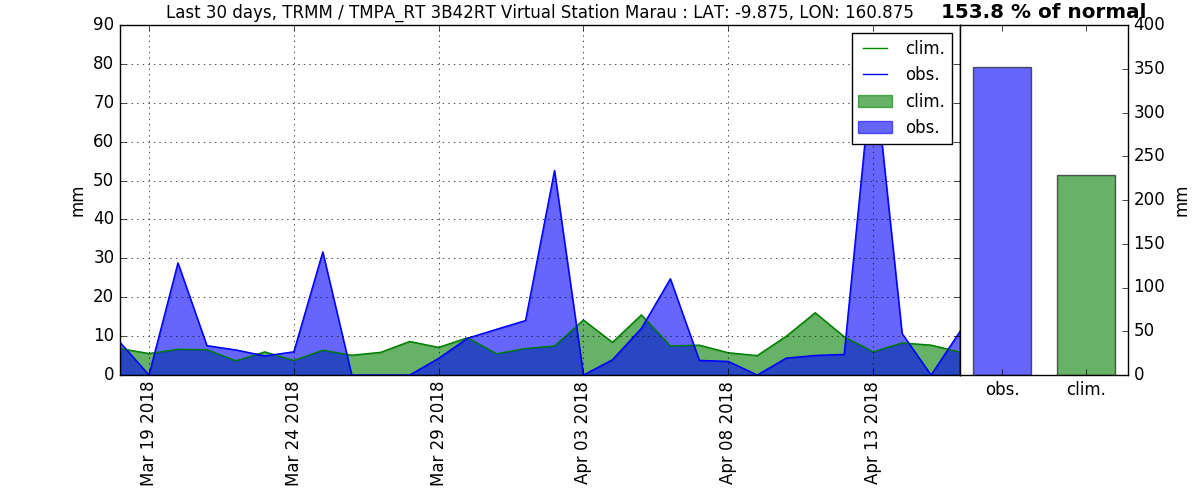 Last 30 days, TRMM / TMPA_RT 3B42RT Virtual Station Marau : LAT: -9.875, LON: 160.875
153.8 % of normal
90
80
70
60
50
40
30
20
10
0
mm
clim.
obs.
clim.
obs.
400
350
300
250
200
150
100
50
0
mm
Mar 19 2018
Mar 24 2018
Mar 29 2018
Apr 03 2018
Apr 08 2018
Apr 13 2018
obs.
clim.